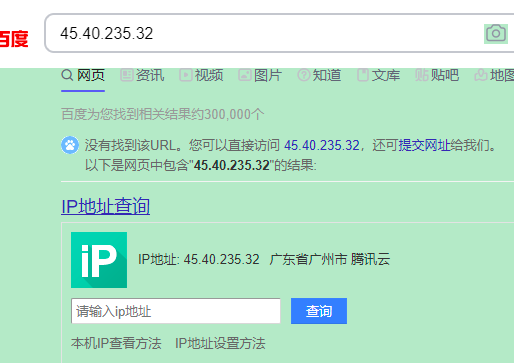 百度
45.40.235.32
网页 资讯 视频 图片 知道 文库 贴吧 地图
百度为您找到相关结果约300,000个
没有找到该URL。您可以直接访问 45.40.235.32，还可提交网址给我们。
以下是网页中包含"45.40.235.32"的结果:
IP地址查询
iP
IP地址: 45.40.235.32 广东省广州市 腾讯云
请输入ip地址 查询
本机IP查看方法 IP地址设置方法